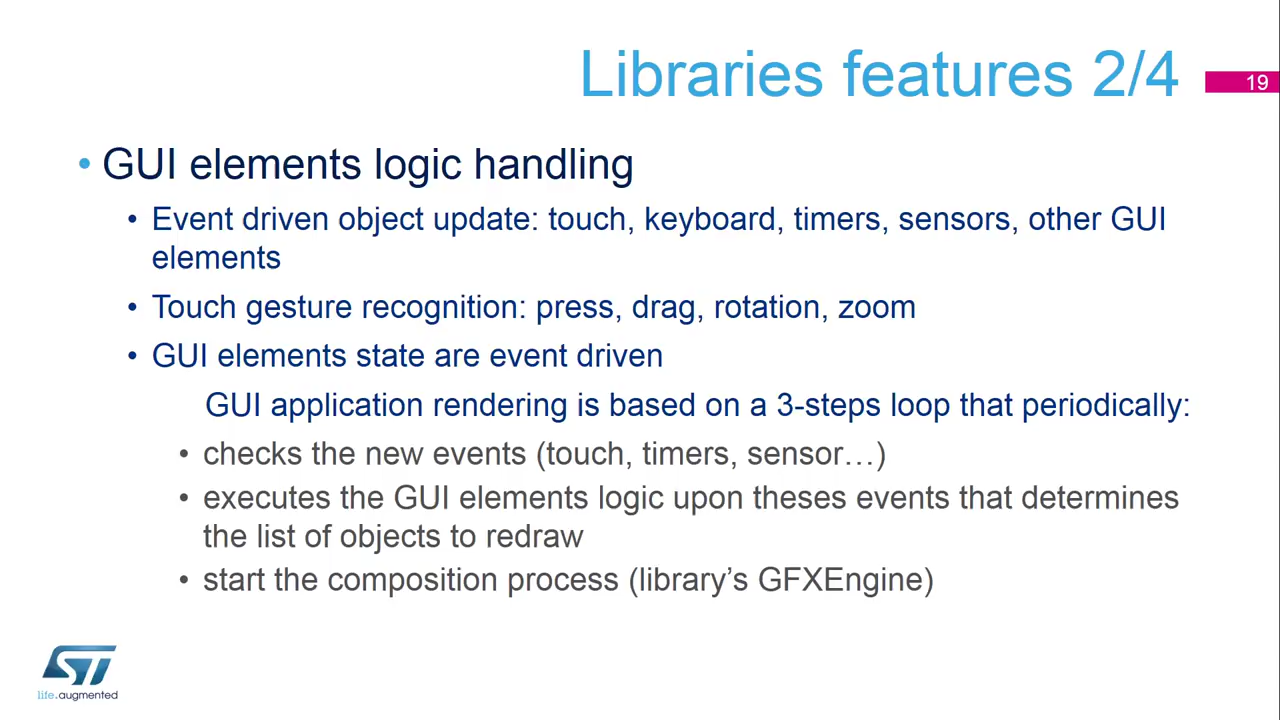 Libraries features 2/4
19
• GUI elements logic handling
• Event driven object update: touch, keyboard, timers, sensors, other GUI
elements
• Touch gesture recognition: press, drag, rotation, zoom
• GUI elements state are event driven
GUI application rendering is based on a 3-steps loop that periodically:
• checks the new events (touch, timers, sensor…)
• executes the GUI elements logic upon theses events that determines
the list of objects to redraw
• start the composition process (library’s GFXEngine)
ST
life.augmented